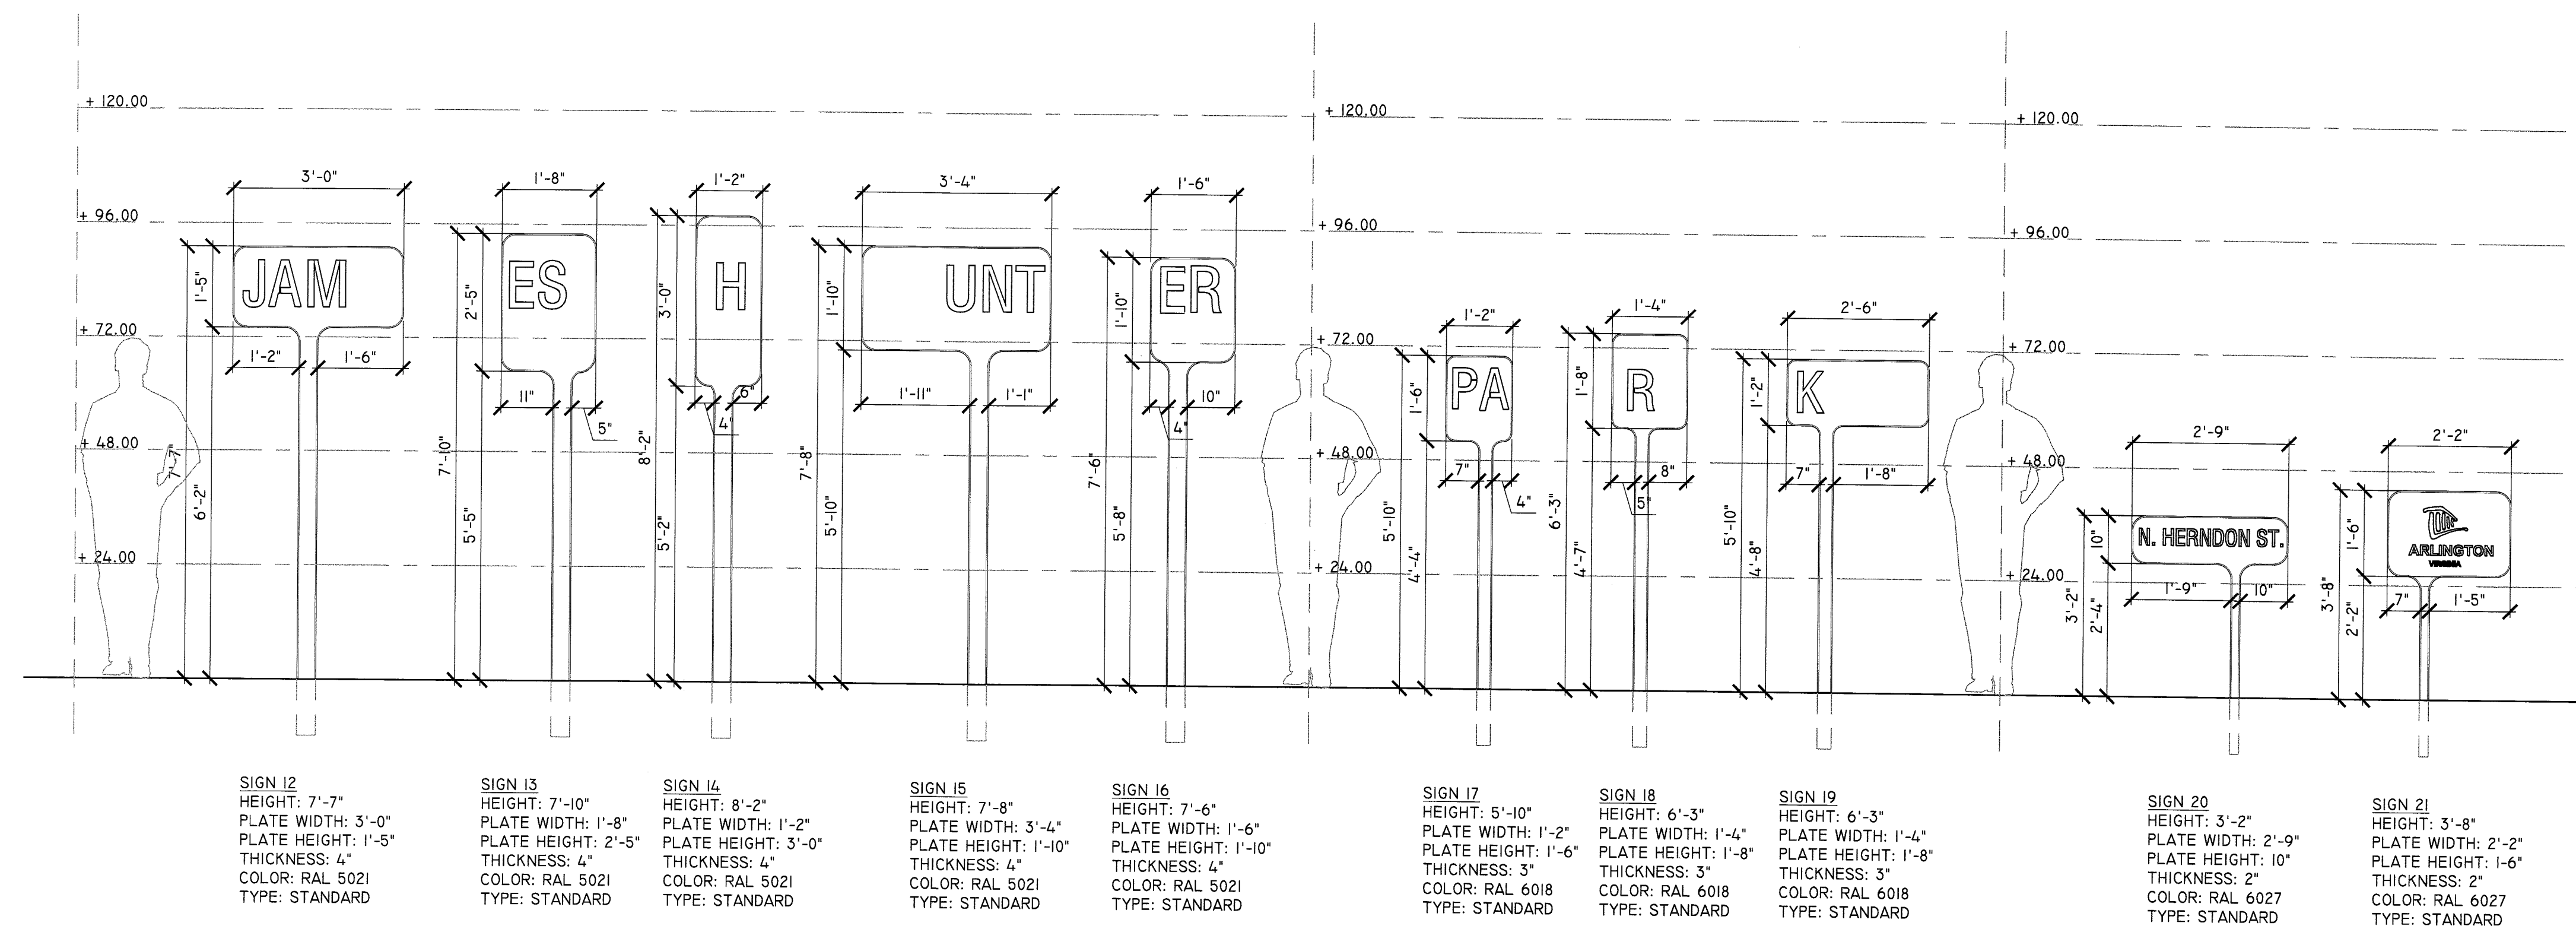 + 120.00
+ 120.00
+ 120.00
3'-0"
1'-8"
1'-2"
3'-4"
1'-6"
+ 96.00
+ 96.00
+ 96.00
JAM
ES
H
UNT
ER
1'-5"
2'-5"
3'-0"
1'-10"
1'-10"
1'-2"
1'-4"
2'-6"
+ 72.00
+ 72.00
+ 72.00
1'-2"
1'-6"
11"
5"
4"
6"
1'-11"
1'-1"
4"
10"
PA
R
K
1'-6"
1'-8"
1'-2"
7"
4"
5"
8"
7"
1'-8"
+ 48.00
+ 48.00
+ 48.00
7'-7"
6'-2"
7'-10"
5'-5"
8'-2"
5'-2"
7'-8"
5'-10"
7'-6"
5'-8"
5'-10"
4'-4"
6'-3"
4'-7"
5'-10"
4'-8"
2'-9"
2'-2"
10"
N. HERNDON ST.
1'-6"
ARLINGTON
VIRGINIA
+ 24.00
+ 24.00
+ 24.00
3'-2"
2'-4"
1'-9"
10"
3'-8"
2'-2"
7"
1'-5"
SIGN 12
HEIGHT: 7'-7"
PLATE WIDTH: 3'-0"
PLATE HEIGHT: 1'-5"
THICKNESS: 4"
COLOR: RAL 5021
TYPE: STANDARD
SIGN 13
HEIGHT: 7'-10"
PLATE WIDTH: 1'-8"
PLATE HEIGHT: 2'-5"
THICKNESS: 4"
COLOR: RAL 5021
TYPE: STANDARD
SIGN 14
HEIGHT: 8'-2"
PLATE WIDTH: 1'-2"
PLATE HEIGHT: 3'-0"
THICKNESS: 4"
COLOR: RAL 5021
TYPE: STANDARD
SIGN 15
HEIGHT: 7'-8"
PLATE WIDTH: 3'-4"
PLATE HEIGHT: 1'-10"
THICKNESS: 4"
COLOR: RAL 5021
TYPE: STANDARD
SIGN 16
HEIGHT: 7'-6"
PLATE WIDTH: 1'-6"
PLATE HEIGHT: 1'-10"
THICKNESS: 4"
COLOR: RAL 5021
TYPE: STANDARD
SIGN 17
HEIGHT: 5'-10"
PLATE WIDTH: 1'-2"
PLATE HEIGHT: 1'-6"
THICKNESS: 3"
COLOR: RAL 6018
TYPE: STANDARD
SIGN 18
HEIGHT: 6'-3"
PLATE WIDTH: 1'-4"
PLATE HEIGHT: 1'-8"
THICKNESS: 3"
COLOR: RAL 6018
TYPE: STANDARD
SIGN 19
HEIGHT: 6'-3"
PLATE WIDTH: 1'-4"
PLATE HEIGHT: 1'-8"
THICKNESS: 3"
COLOR: RAL 6018
TYPE: STANDARD
SIGN 20
HEIGHT: 3'-2"
PLATE WIDTH: 2'-9"
PLATE HEIGHT: 10"
THICKNESS: 2"
COLOR: RAL 6027
TYPE: STANDARD
SIGN 21
HEIGHT: 3'-8"
PLATE WIDTH: 2'-2"
PLATE HEIGHT: 1-6"
THICKNESS: 2"
COLOR: RAL 6027
TYPE: STANDARD